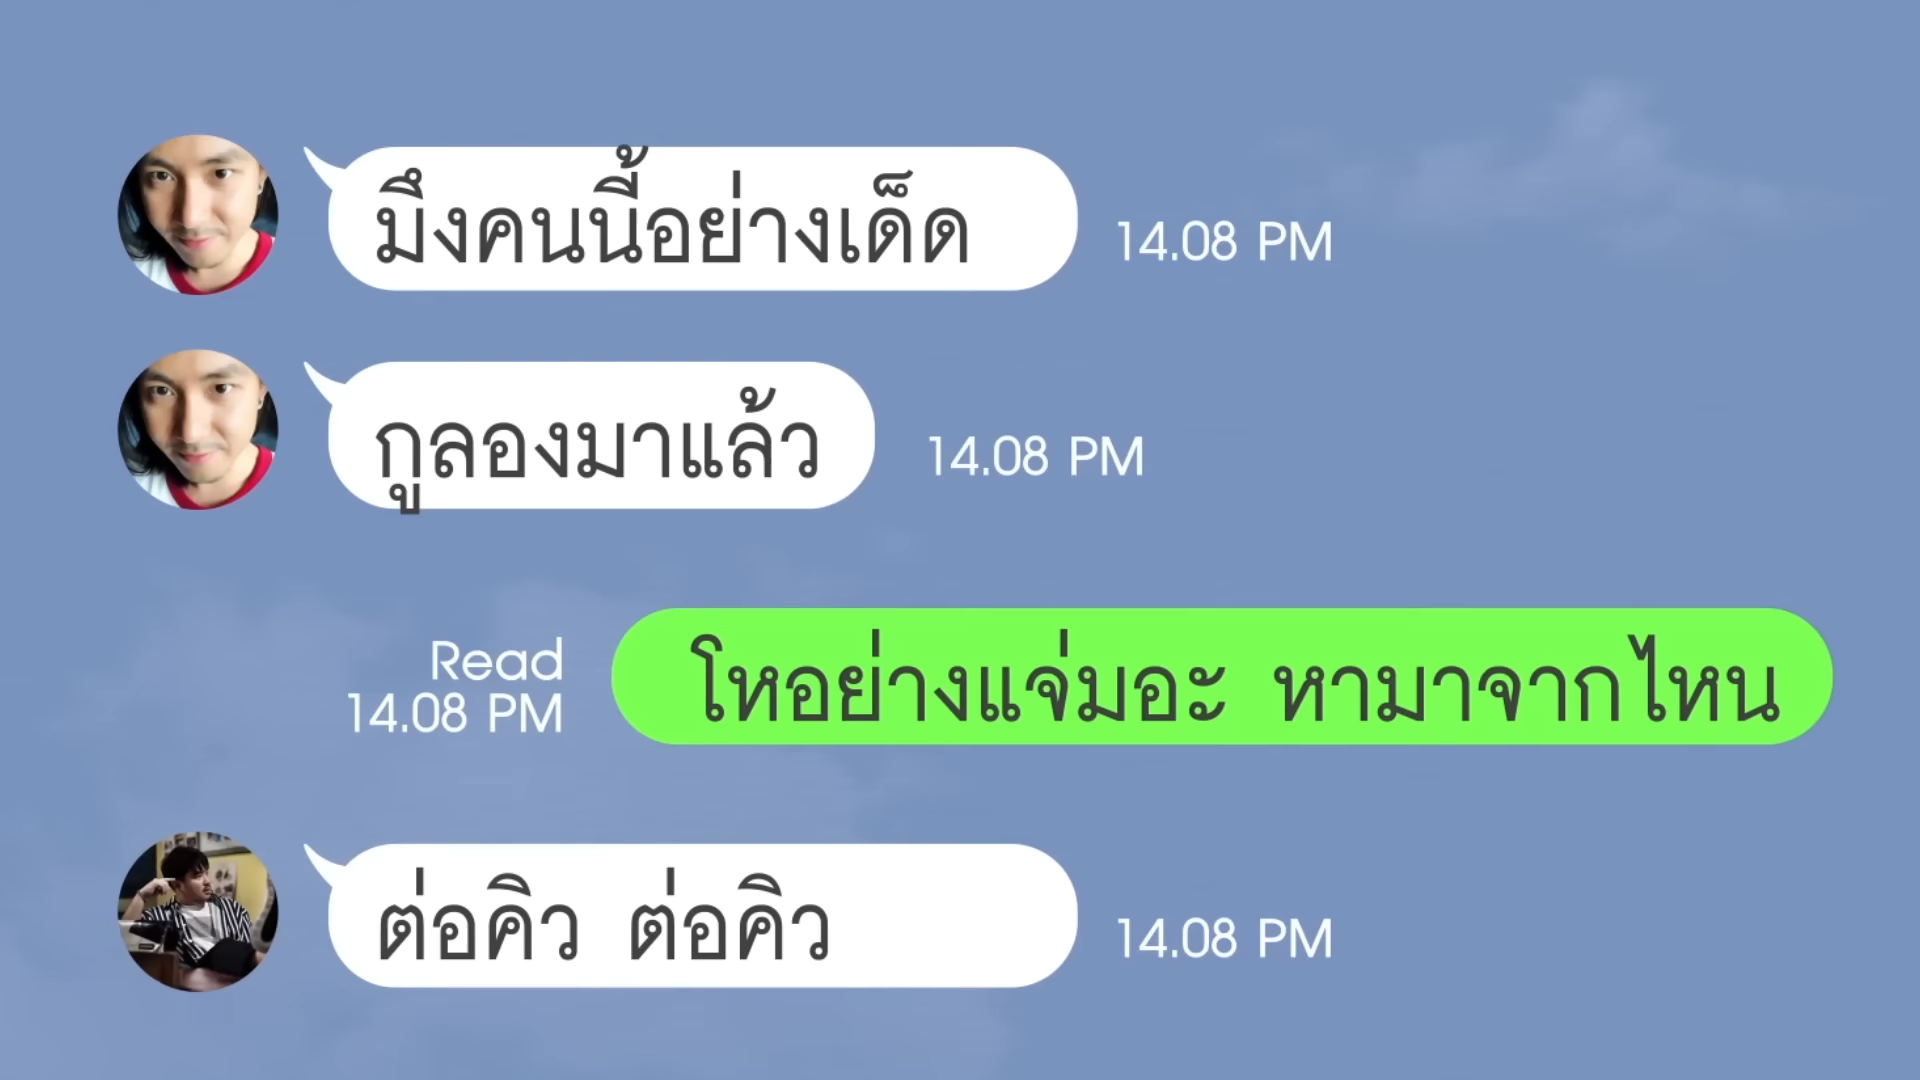 มึงคนนี้อย่างเด็ด
14.08 PM
กูลองมาแล้ว
14.08 PM
Read
14.08 PM
โหอย่างแจ่มอะ หามาจากไหน
ต่อคิว ต่อคิว
14.08 PM